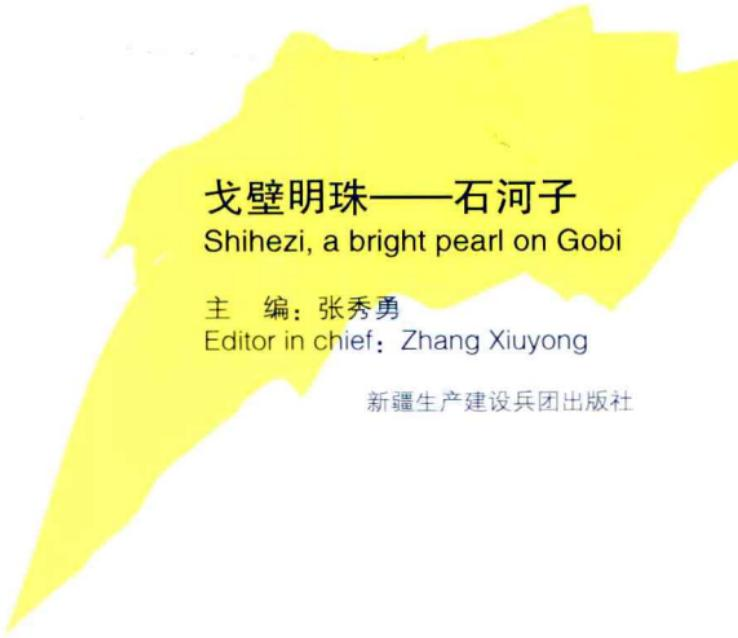 戈壁明珠——石河子
Shihezi, a bright pearl on Gobi
主　编：张秀勇
Editor in chief：Zhang Xiuyong
新疆生产建设兵团出版社